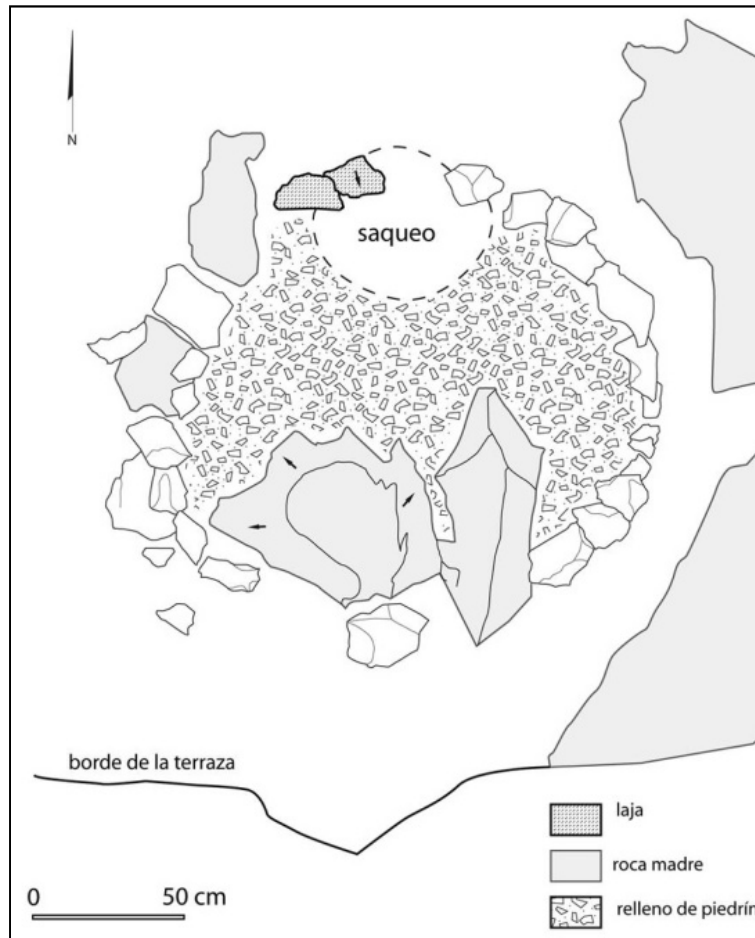 N
saqueo
borde de la terraza
laja
roca madre
relleno de piedrín
0 50 cm